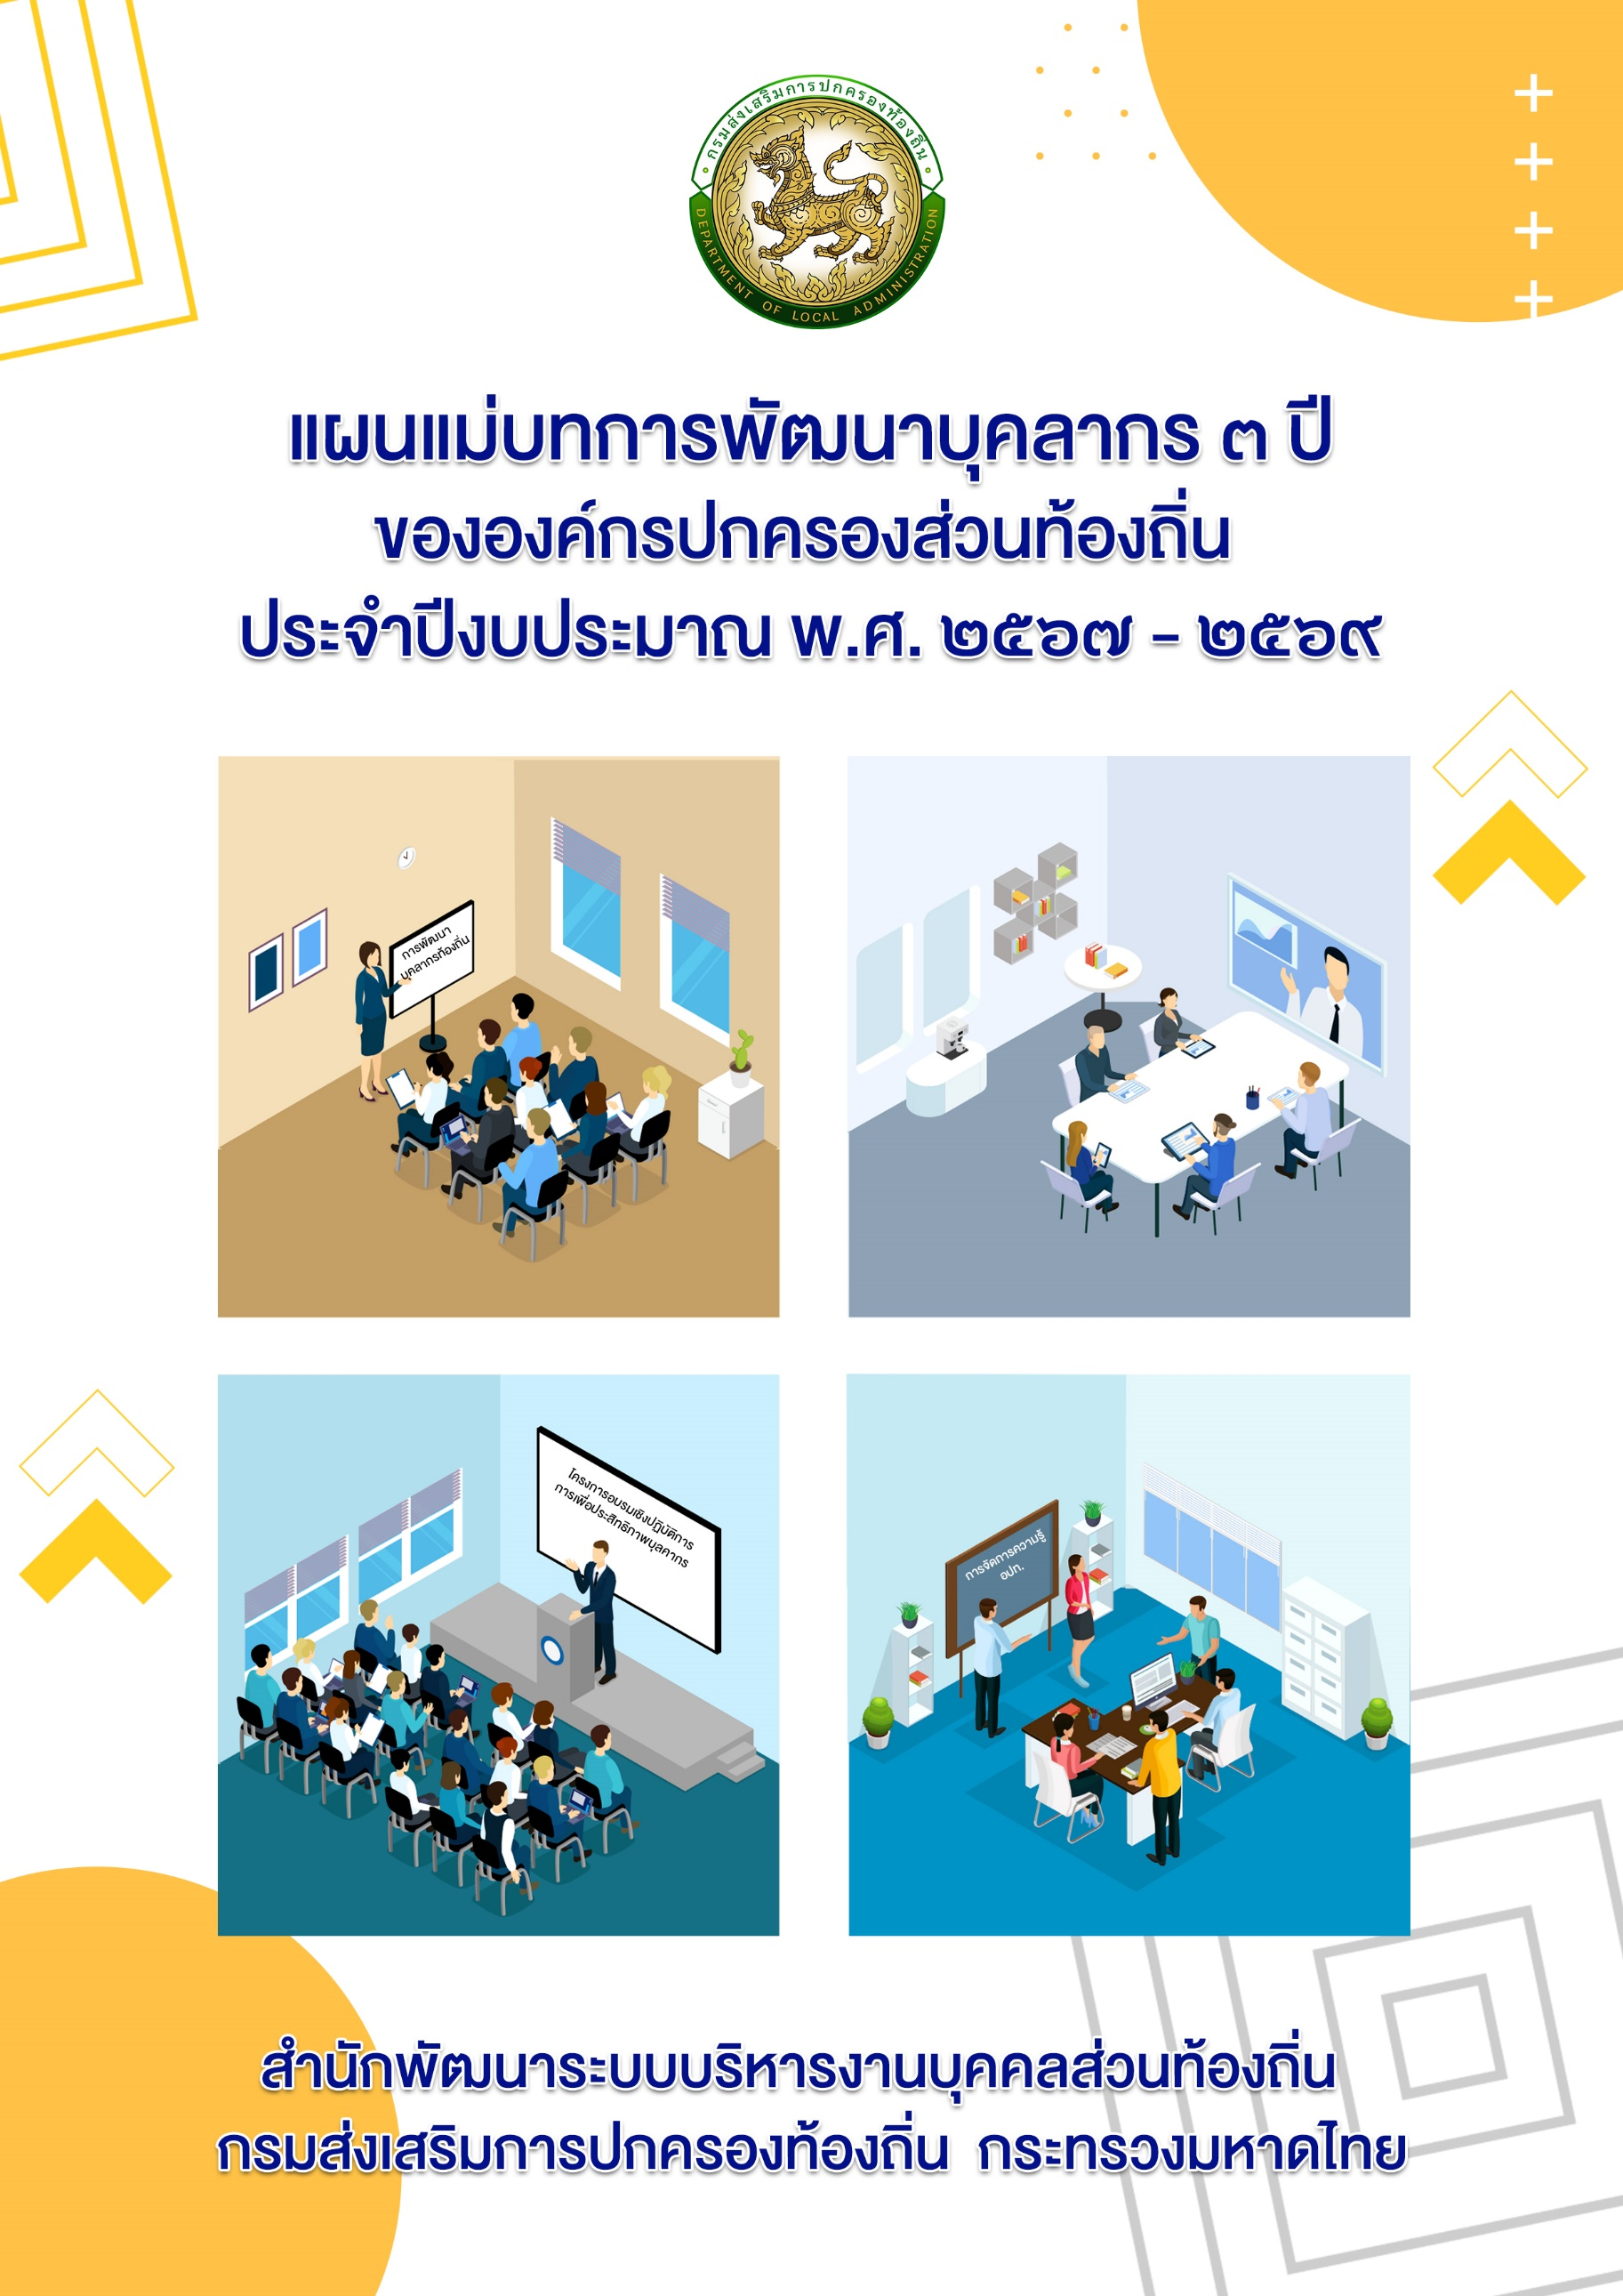 กรมส่งเสริมการปกครองท้องถิ่น
DEPARTMENT OF LOCAL ADMINISTRATION
แผนแม่บทการพัฒนาบุคลากร ๓ ปี
ขององค์กรปกครองส่วนท้องถิ่น
ประจำปีงบประมาณ พ.ศ. ๒๕๖๗ - ๒๕๖๙
การพัฒนา
บุคลากรท้องถิ่น
โครงการอบรมเชิงปฏิบัติการ
การเพื่อประสิทธิภาพบุลคากร
การจัดการความรู้
อปท.
สำนักพัฒนาระบบบริหารงานบุคคลส่วนท้องถิ่น
กรมส่งเสริมการปกครองท้องถิ่น กระทรวงมหาดไทย